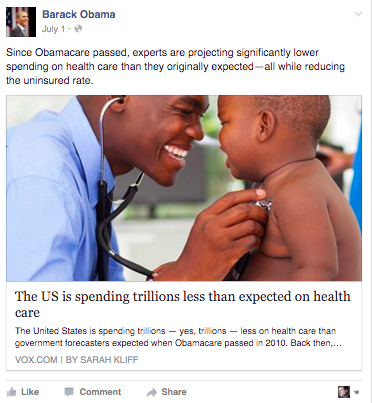 Barack Obama
July 1 ·
Since Obamacare passed, experts are projecting significantly lower
spending on health care than they originally expected—all while reducing
the uninsured rate.
The US is spending trillions less than expected on health
care
The United States is spending trillions — yes, trillions — less on health care than
government forecasters expected when Obamacare passed in 2010. Back then,...
VOX.COM | BY SARAH KLIFF
Like Comment Share